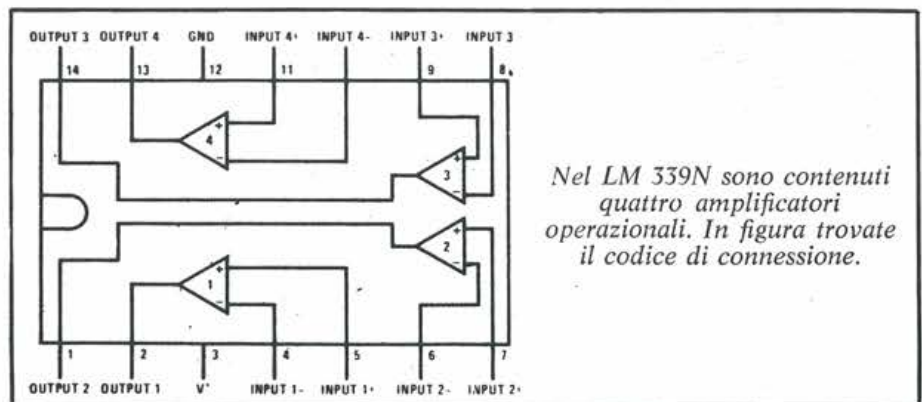 OUTPUT 3 OUTPUT 4 GND INPUT 4+ INPUT 4- INPUT 3+ INPUT 3
14 13 12 11 9 8
+ 4 -
+ 3 -
+ 2 -
+ 1 -
1 2 3 4 5 6 7
OUTPUT 2 OUTPUT 1 V+ INPUT 1- INPUT 1+ INPUT 2- INPUT 2+
Nel LM 339N sono contenuti
quattro amplificatori
operazionali. In figura trovate
il codice di connessione.